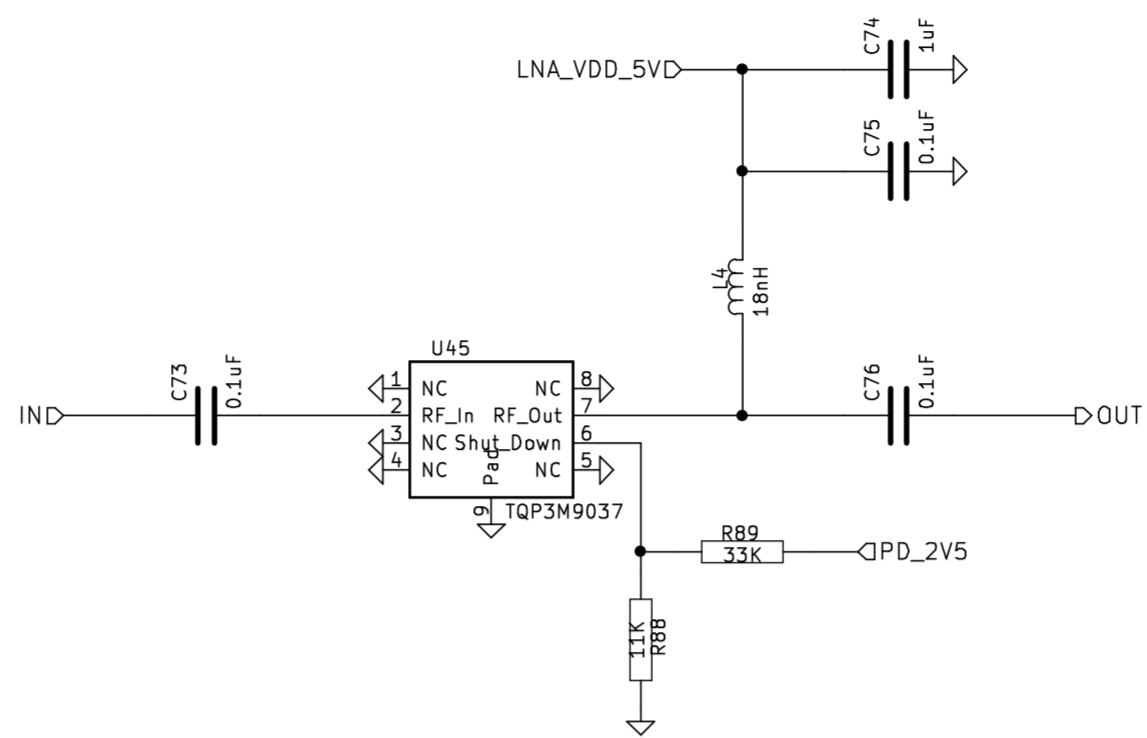 C74
1uF
LNA_VDD_5V
C75
0.1uF
L4
18nH
U45
C73
0.1uF
C76
0.1uF
1 NC NC 8
IN 2 RF_In RF_Out 7 OUT
3 NC Shut_Down 6
4 NC NC 5
Pad
9
TQP3M9037
R89
33K
PD_2V5
11K
R88